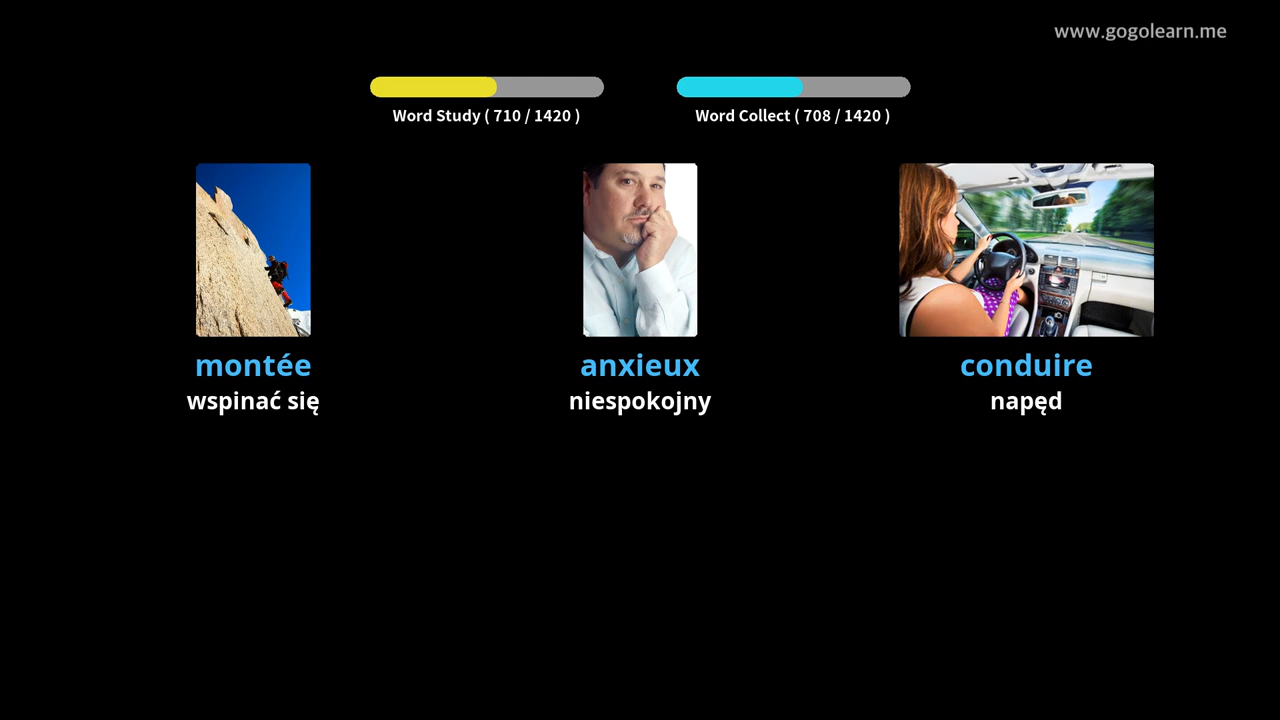 www.gogolearn.me
Word Study ( 710 / 1420 )
Word Collect ( 708 / 1420 )
montée
wspinać się
anxieux
niespokojny
conduire
napęd